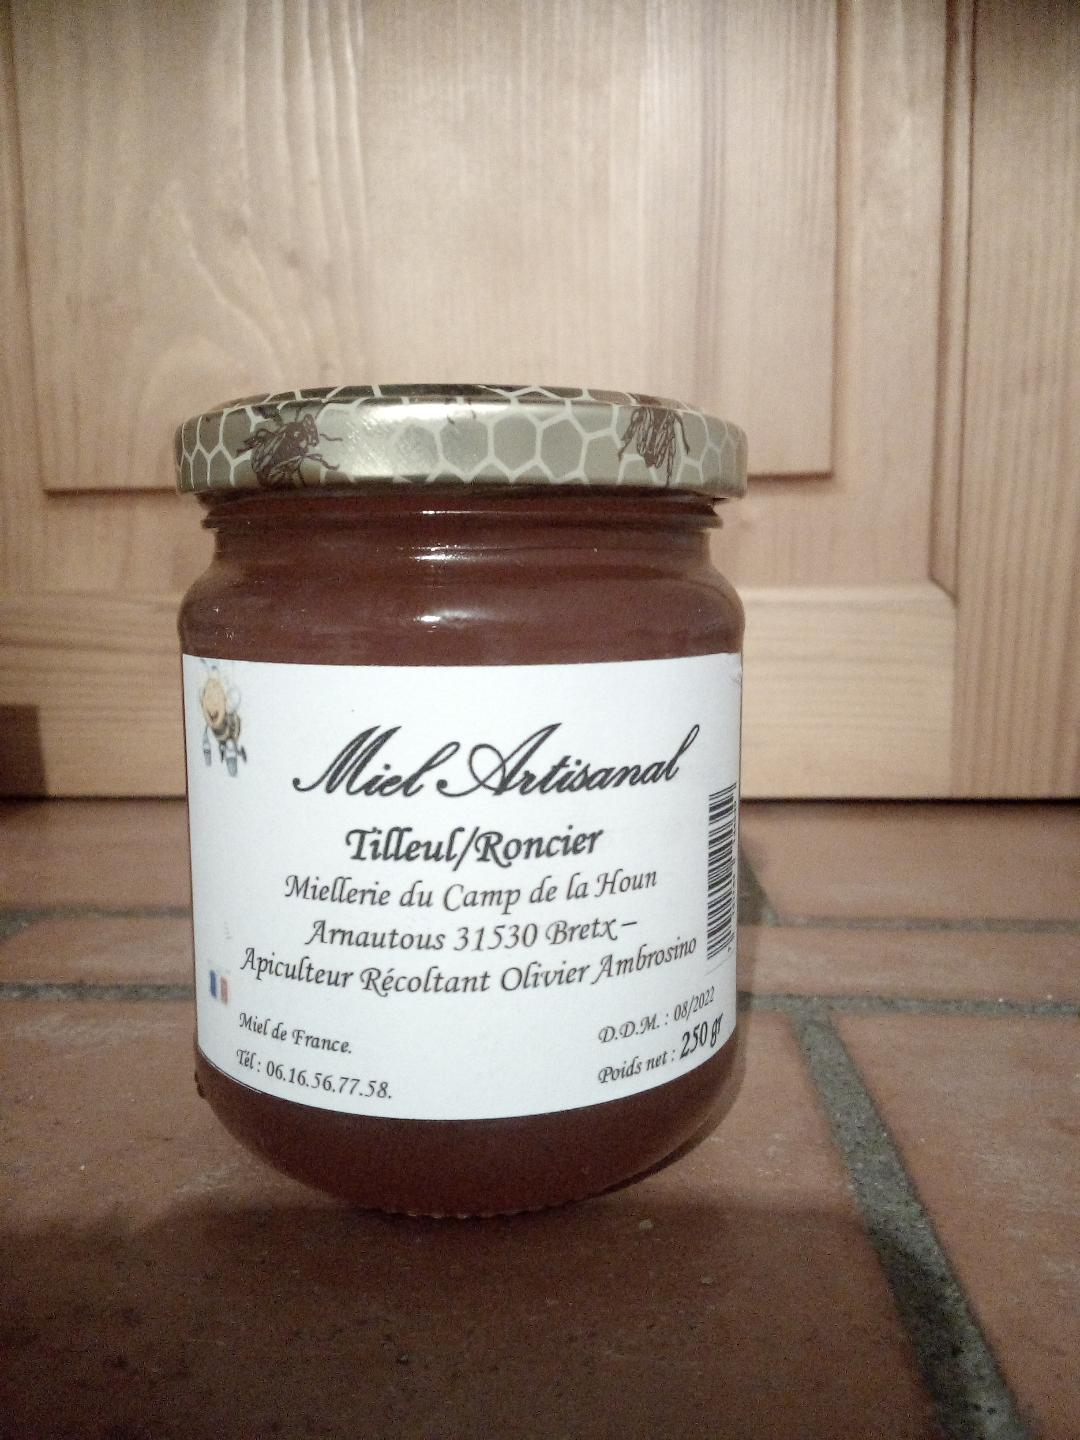 Miel Artisanal
Tilleul/Roncier
Miellerie du Camp de la Houn
Arnautous 31530 Bretx –
Apiculteur Récoltant Olivier Ambrosino
Miel de France.
Tél : 06.16.56.77.58.
D.D.M. : 08/2022
Poids net : 250 gr